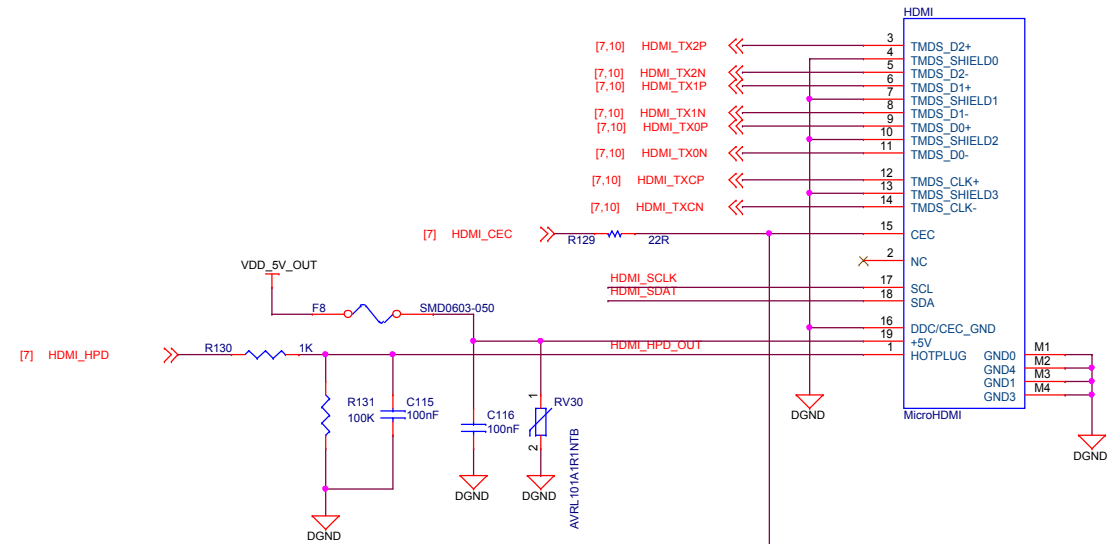 HDMI
[7,10] HDMI_TX2P 3 TMDS_D2+
4 TMDS_SHIELD0
[7,10] HDMI_TX2N 5 TMDS_D2-
[7,10] HDMI_TX1P 6 TMDS_D1+
7 TMDS_SHIELD1
[7,10] HDMI_TX1N 8 TMDS_D1-
[7,10] HDMI_TX0P 9 TMDS_D0+
10 TMDS_SHIELD2
[7,10] HDMI_TX0N 11 TMDS_D0-
[7,10] HDMI_TXCP 12 TMDS_CLK+
13 TMDS_SHIELD3
[7,10] HDMI_TXCN 14 TMDS_CLK-
[7] HDMI_CEC R129 22R 15 CEC
2 NC
VDD_5V_OUT
HDMI_SCLK 17 SCL
HDMI_SDAT 18 SDA
F8 SMD0603-050
16 DDC/CEC_GND
19 +5V
[7] HDMI_HPD R130 1K HDMI_HPD_OUT 1 HOTPLUG
GND0 M1
GND4 M2
GND1 M3
GND3 M4
MicroHDMI
R131
100K
C115
100nF
C116
100nF
1
RV30
2
AVRL101A1R1NTB
DGND
DGND
DGND
DGND
DGND